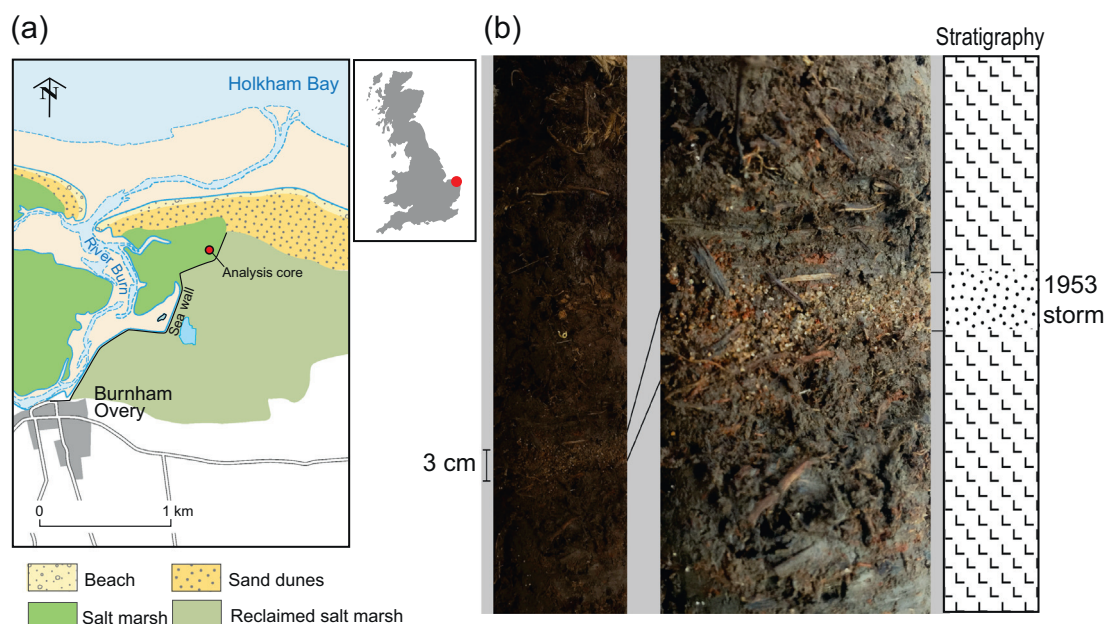 (a)
N
Holkham Bay
River Burn
Analysis core
Sea wall
Burnham
Overy
0 1 km
Beach
Sand dunes
Salt marsh
Reclaimed salt marsh
(b)
Stratigraphy
1953
storm
3 cm